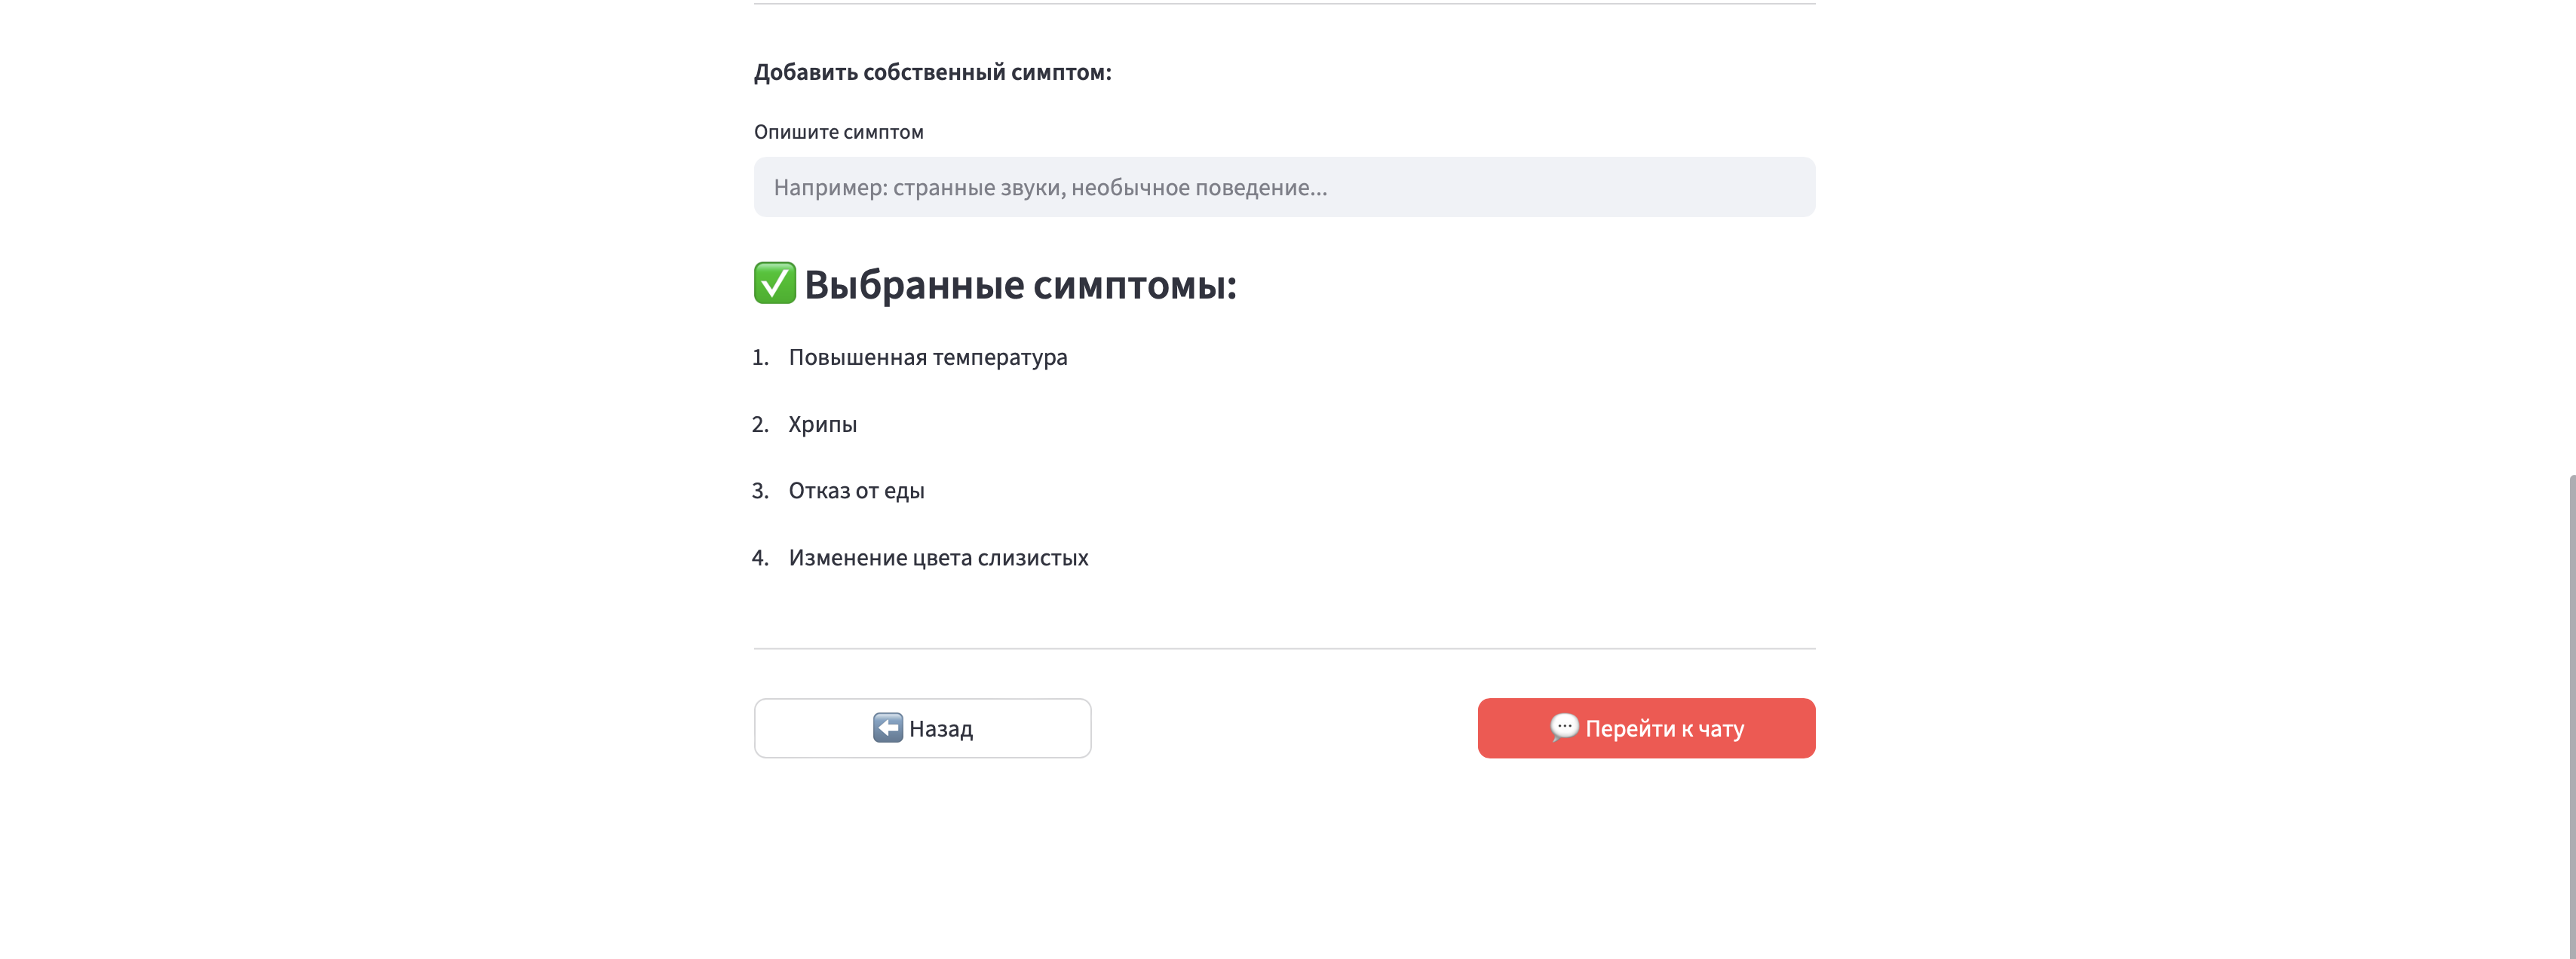 Добавить собственный симптом:
Опишите симптом
Например: странные звуки, необычное поведение...
✅ Выбранные симптомы:
1. Повышенная температура
2. Хрипы
3. Отказ от еды
4. Изменение цвета слизистых
⬅️ Назад
💬 Перейти к чату